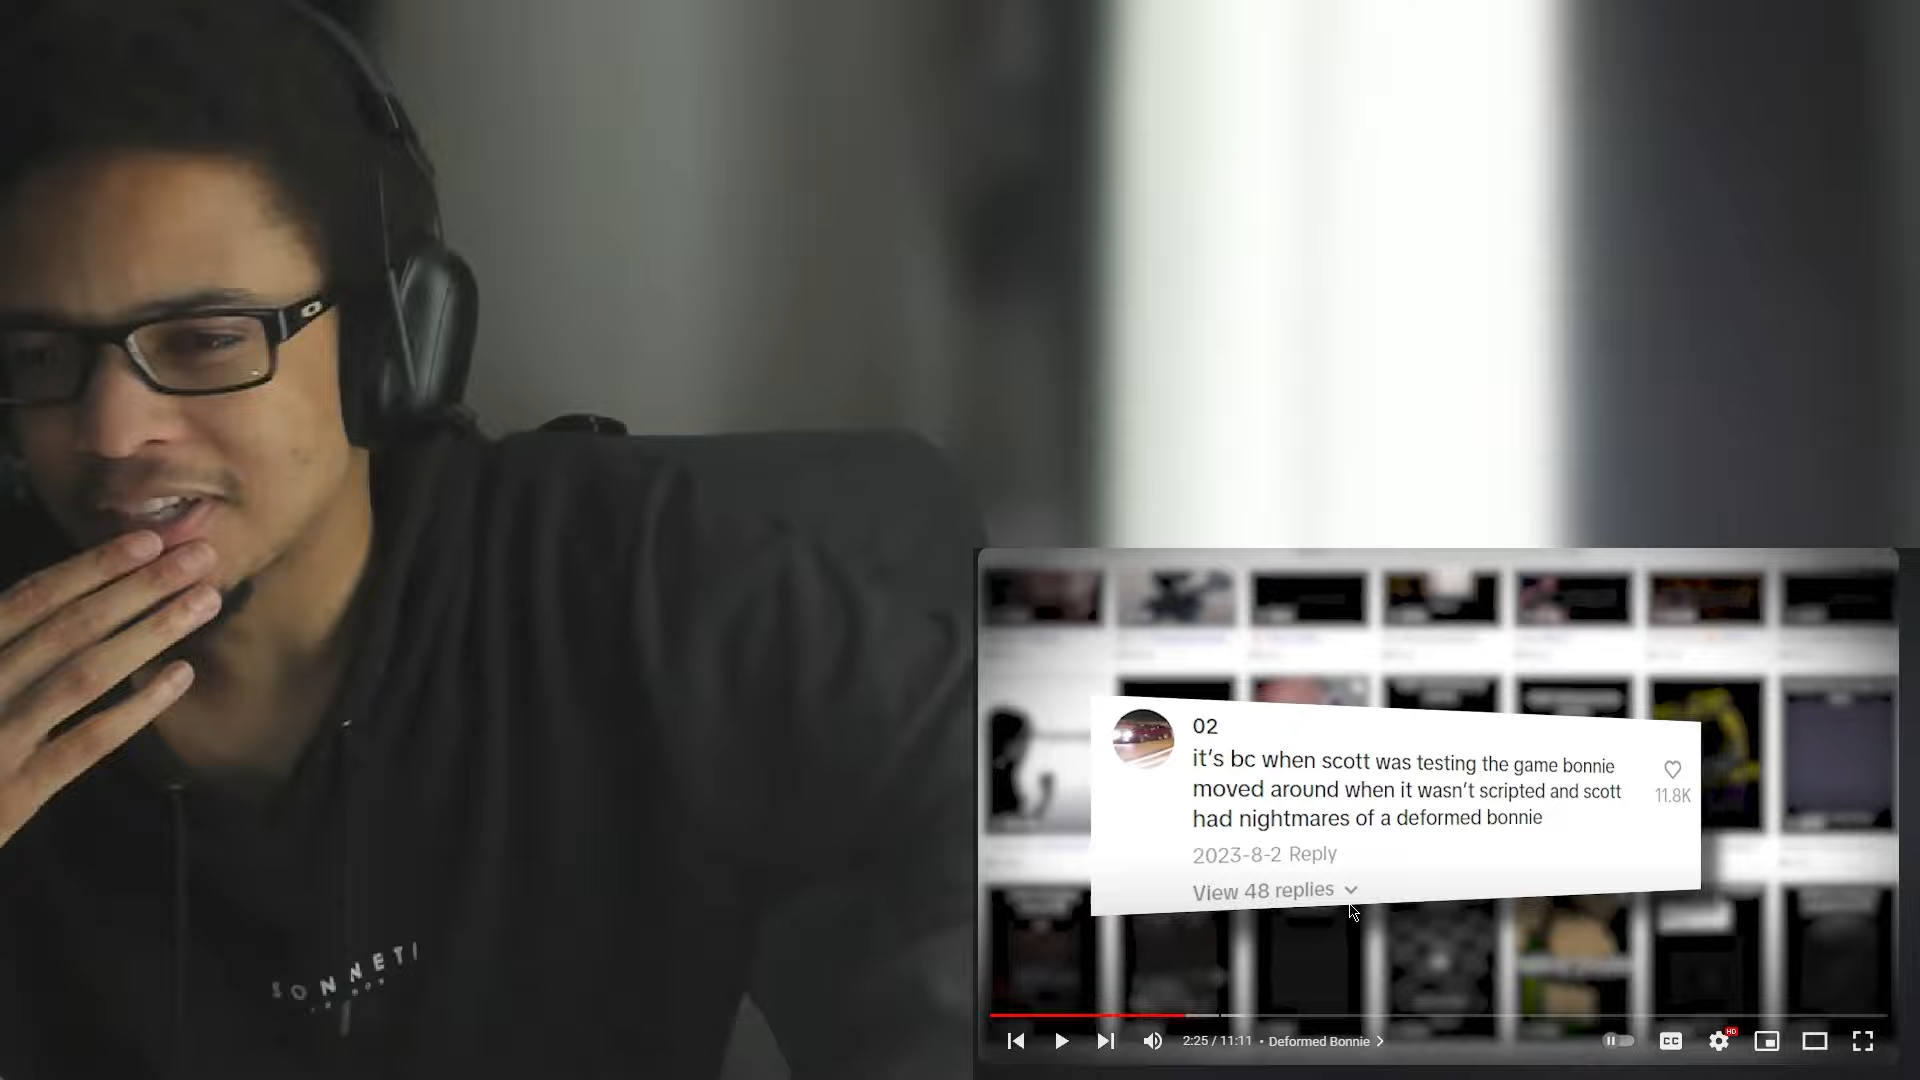 02
it's bc when scott was testing the game bonnie
moved around when it wasn't scripted and scott
had nightmares of a deformed bonnie
11.8K
2023-8-2 Reply
View 48 replies
SONNETI
2:25 / 11:11 • Deformed Bonnie
CC
HD